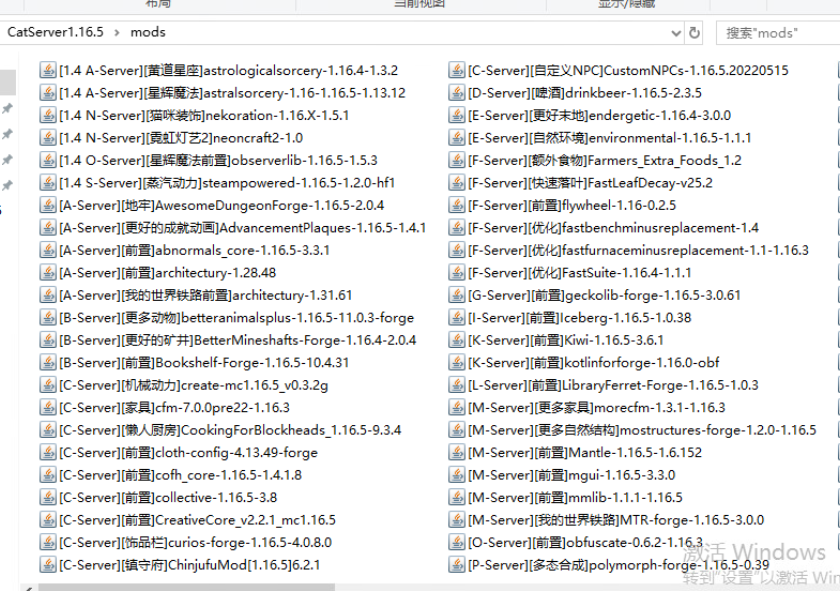 布局
当前视图
显示/隐藏
CatServer1.16.5 › mods
搜索"mods"
[1.4 A-Server][黄道星座]astrologicalsorcery-1.16.4-1.3.2
[1.4 A-Server][星辉魔法]astralsorcery-1.16-1.16.5-1.13.12
[1.4 N-Server][猫咪装饰]nekoration-1.16.X-1.5.1
[1.4 N-Server][霓虹灯艺2]neoncraft2-1.0
[1.4 O-Server][星辉魔法前置]observerlib-1.16.5-1.5.3
[1.4 S-Server][蒸汽动力]steampowered-1.16.5-1.2.0-hf1
[A-Server][地牢]AwesomeDungeonForge-1.16.5-2.0.4
[A-Server][更好的成就动画]AdvancementPlaques-1.16.5-1.4.1
[A-Server][前置]abnormals_core-1.16.5-3.3.1
[A-Server][前置]architectury-1.28.48
[A-Server][我的世界铁路前置]architectury-1.31.61
[B-Server][更多动物]betteranimalsplus-1.16.5-11.0.3-forge
[B-Server][更好的矿井]BetterMineshafts-Forge-1.16.4-2.0.4
[B-Server][前置]Bookshelf-Forge-1.16.5-10.4.31
[C-Server][机械动力]create-mc1.16.5_v0.3.2g
[C-Server][家具]cfm-7.0.0pre22-1.16.3
[C-Server][懒人厨房]CookingForBlockheads_1.16.5-9.3.4
[C-Server][前置]cloth-config-4.13.49-forge
[C-Server][前置]cofh_core-1.16.5-1.4.1.8
[C-Server][前置]collective-1.16.5-3.8
[C-Server][前置]CreativeCore_v2.2.1_mc1.16.5
[C-Server][饰品栏]curios-forge-1.16.5-4.0.8.0
[C-Server][镇守府]ChinjufuMod[1.16.5]6.2.1
[C-Server][自定义NPC]CustomNPCs-1.16.5.20220515
[D-Server][啤酒]drinkbeer-1.16.5-2.3.5
[E-Server][更好末地]endergetic-1.16.4-3.0.0
[E-Server][自然环境]environmental-1.16.5-1.1.1
[F-Server][额外食物]Farmers_Extra_Foods_1.2
[F-Server][快速落叶]FastLeafDecay-v25.2
[F-Server][前置]flywheel-1.16-0.2.5
[F-Server][优化]fastbenchminusreplacement-1.4
[F-Server][优化]fastfurnaceminusreplacement-1.1-1.16.3
[F-Server][优化]FastSuite-1.16.4-1.1.1
[G-Server][前置]geckolib-forge-1.16.5-3.0.61
[I-Server][前置]Iceberg-1.16.5-1.0.38
[K-Server][前置]Kiwi-1.16.5-3.6.1
[K-Server][前置]kotlinforforge-1.16.0-obf
[L-Server][前置]LibraryFerret-Forge-1.16.5-1.0.3
[M-Server][更多家具]morecfm-1.3.1-1.16.3
[M-Server][更多自然结构]mostructures-forge-1.2.0-1.16.5
[M-Server][前置]Mantle-1.16.5-1.6.152
[M-Server][前置]mgui-1.16.5-3.3.0
[M-Server][前置]mmlib-1.1.1-1.16.5
[M-Server][我的世界铁路]MTR-forge-1.16.5-3.0.0
[O-Server][前置]obfuscate-0.6.2-1.16.3
[P-Server][多态合成]polymorph-forge-1.16.5-0.39
激活 Windows
转到"设置"以激活 Win